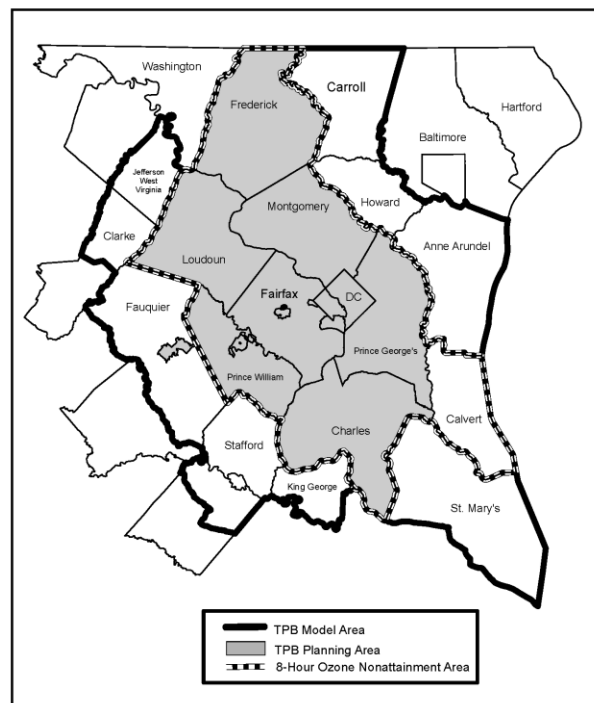 Washington
Frederick
Carroll
Hartford
Baltimore
Jefferson
West
Virginia
Montgomery
Howard
Clarke
Loudoun
Anne Arundel
Fairfax
DC
Fauquier
Prince George's
Prince William
Calvert
Charles
Stafford
King George
St. Mary's
TPB Model Area
TPB Planning Area
8-Hour Ozone Nonattainment Area